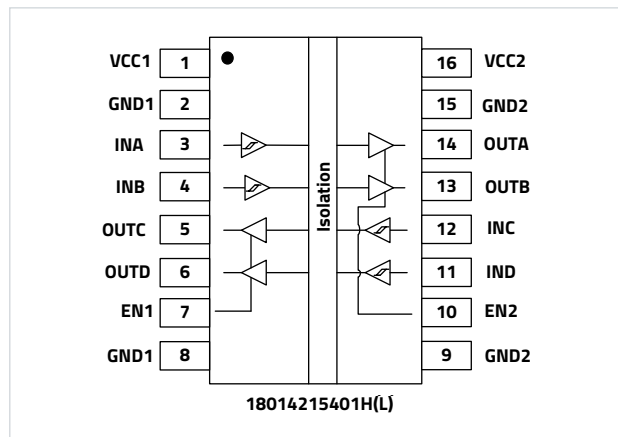 VCC1 1 16 VCC2
GND1 2 15 GND2
INA 3 14 OUTA
INB 4 13 OUTB
OUTC 5 12 INC
OUTD 6 11 IND
EN1 7 10 EN2
GND1 8 9 GND2
Isolation
18014215401H(L)